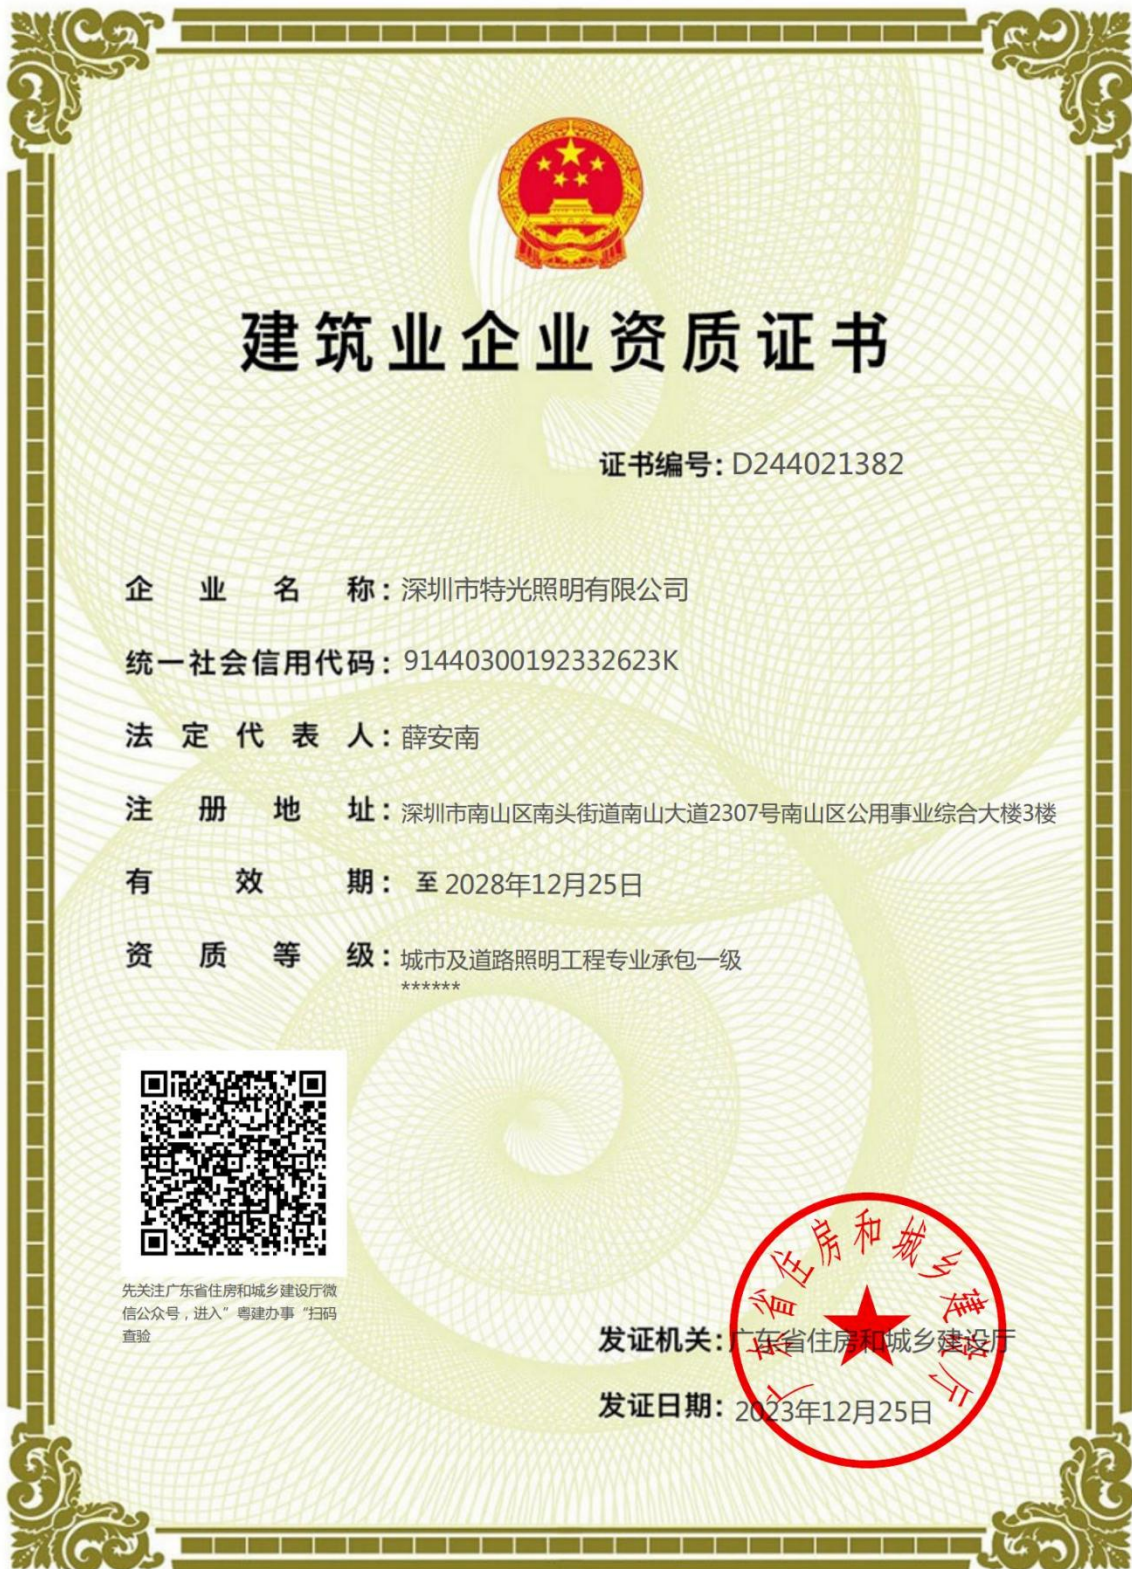 建筑业企业资质证书
证书编号：D244021382
企业名称：深圳市特光照明有限公司
统一社会信用代码：91440300192332623K
法定代表人：薛安南
注册地址：深圳市南山区南头街道南山大道2307号南山区公用事业综合大楼3楼
有效期：至2028年12月25日
资质等级：城市及道路照明工程专业承包一级
******
先关注广东省住房和城乡建设厅微
信公众号，进入”粤建办事“扫码
查验
广东省住房和城乡建设厅
发证机关：广东省住房和城乡建设厅
发证日期：2023年12月25日